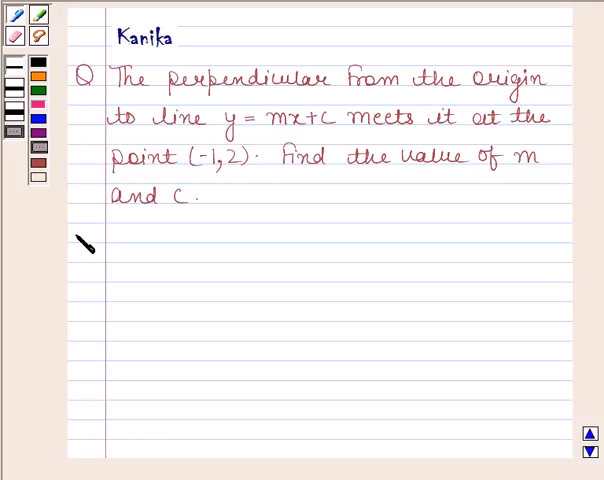 Kanika
Q The perpendicular from the origin
to line y = mx+c meets it at the
point (-1,2). Find the value of m
and c.